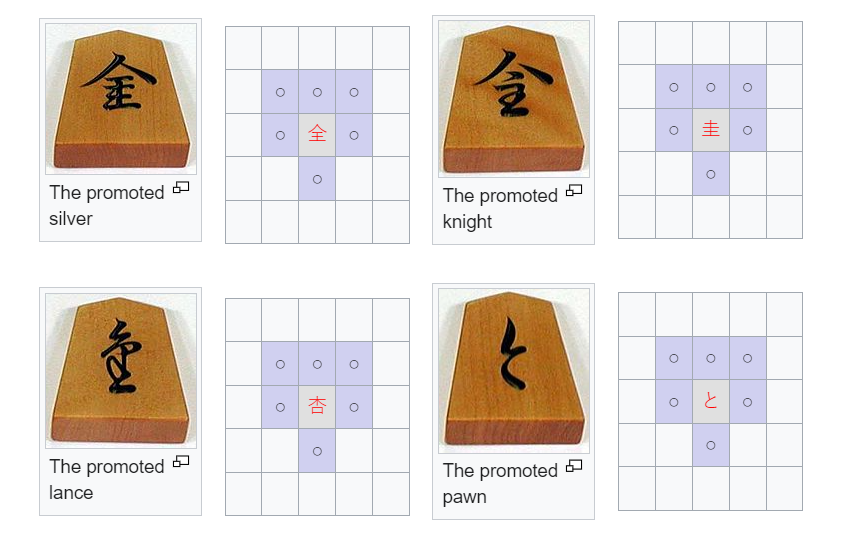 金
The promoted
silver
全
全
The promoted
knight
圭
The promoted
lance
杏
と
The promoted
pawn
と